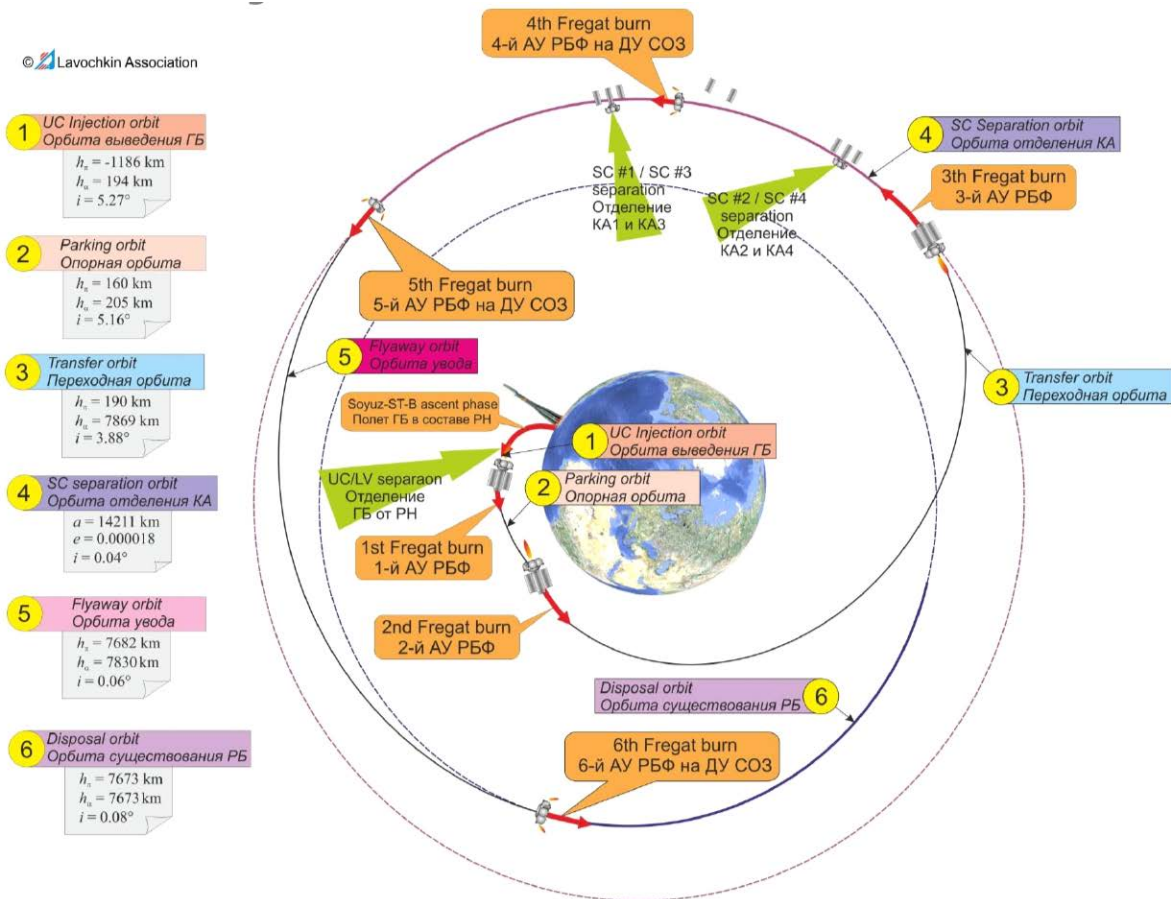 © Lavochkin Association
1
UC Injection orbit
Орбита выведения ГБ
hπ = -1186 km
hα = 194 km
i = 5.27°
2
Parking orbit
Опорная орбита
hπ = 160 km
hα = 205 km
i = 5.16°
3
Transfer orbit
Переходная орбита
hπ = 190 km
hα = 7869 km
i = 3.88°
4
SC separation orbit
Орбита отделения КА
a = 14211 km
e = 0.000018
i = 0.04°
5
Flyaway orbit
Орбита увода
hπ = 7682 km
hα = 7830 km
i = 0.06°
6
Disposal orbit
Орбита существования РБ
hπ = 7673 km
hα = 7673 km
i = 0.08°
4th Fregat burn
4-й АУ РБФ на ДУ СОЗ
4
SC Separation orbit
Орбита отделения КА
3th Fregat burn
3-й АУ РБФ
SC #1 / SC #3
separation
Отделение
КА1 и КА3
SC #2 / SC #4
separation
Отделение
КА2 и КА4
5th Fregat burn
5-й АУ РБФ на ДУ СОЗ
5
Flyaway orbit
Орбита увода
3
Transfer orbit
Переходная орбита
Soyuz-ST-B ascent phase
Полет ГБ в составе РН
1
UC Injection orbit
Орбита выведения ГБ
UC/LV separaon
Отделение
ГБ от РН
2
Parking orbit
Опорная орбита
1st Fregat burn
1-й АУ РБФ
2nd Fregat burn
2-й АУ РБФ
Disposal orbit
Орбита существования РБ
6
6th Fregat burn
6-й АУ РБФ на ДУ СОЗ